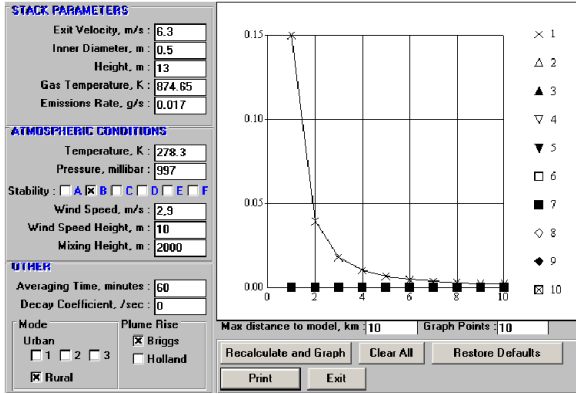 STACK PARAMETERS
Exit Velocity, m/s : 6.3
Inner Diameter, m : 0.5
Height, m : 13
Gas Temperature, K : 874.65
Emissions Rate, g/s : 0.017
ATMOSPHERIC CONDITIONS
Temperature, K : 278.3
Pressure, millibar : 997
Stability : A B C D E F
Wind Speed, m/s : 2,9
Wind Speed Height, m : 10
Mixing Height, m : 2000
OTHER
Averaging Time, minutes : 60
Decay Coefficient, /sec : 0
Mode
Urban
1 2 3
Rural
Plume Rise
Briggs
Holland
0.15
0.10
0.05
0.00
0 2 4 6 8 10
1
2
3
4
5
6
7
8
9
10
Max distance to model, km : 10 Graph Points : 10
Recalculate and Graph Clear All Restore Defaults
Print Exit